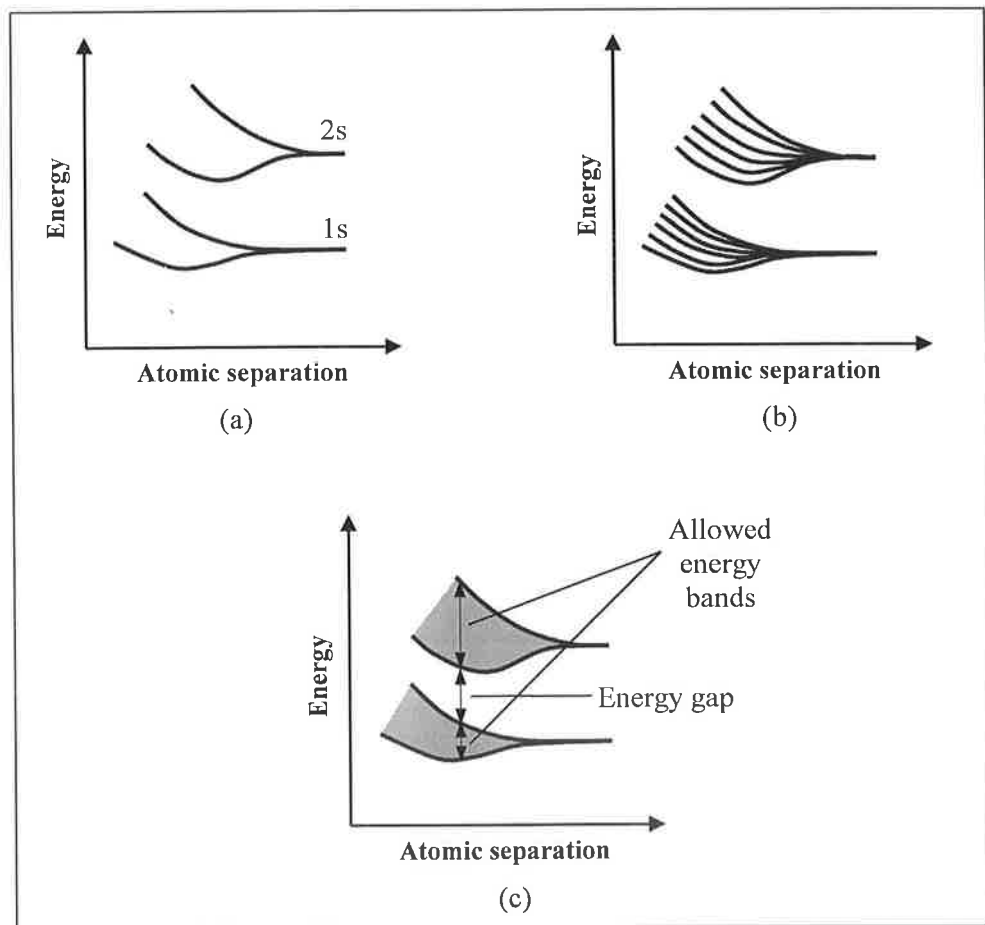 2s
1s
Energy
Atomic separation
(a)
Energy
Atomic separation
(b)
Allowed
energy
bands
Energy gap
Energy
Atomic separation
(c)